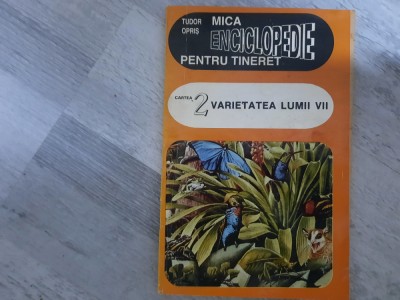 TUDOR
OPRIȘ
MICA
ENCICLOPEDIE
PENTRU TINERET
CARTEA 2 VARIETATEA LUMII VII